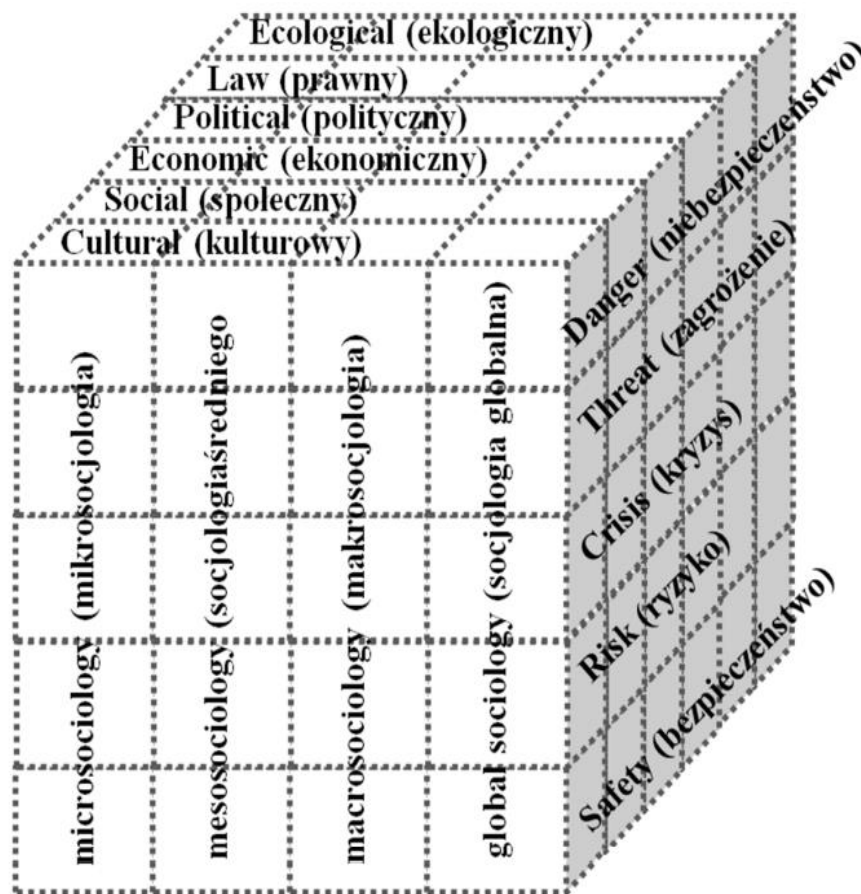 Ecological (ekologiczny)
Law (prawny)
Political (polityczny)
Economic (ekonomiczny)
Social (społeczny)
Cultural (kulturowy)
microsociology (mikrosocjologia)
mesosociology (socjologiaśredniego
macrosociology (makrosocjologia)
global sociology (socjologia globalna)
Danger (niebezpieczeństwo)
Threat (zagrożenie)
Crisis (kryzys)
Risk (ryzyko)
Safety (bezpieczeństwo)